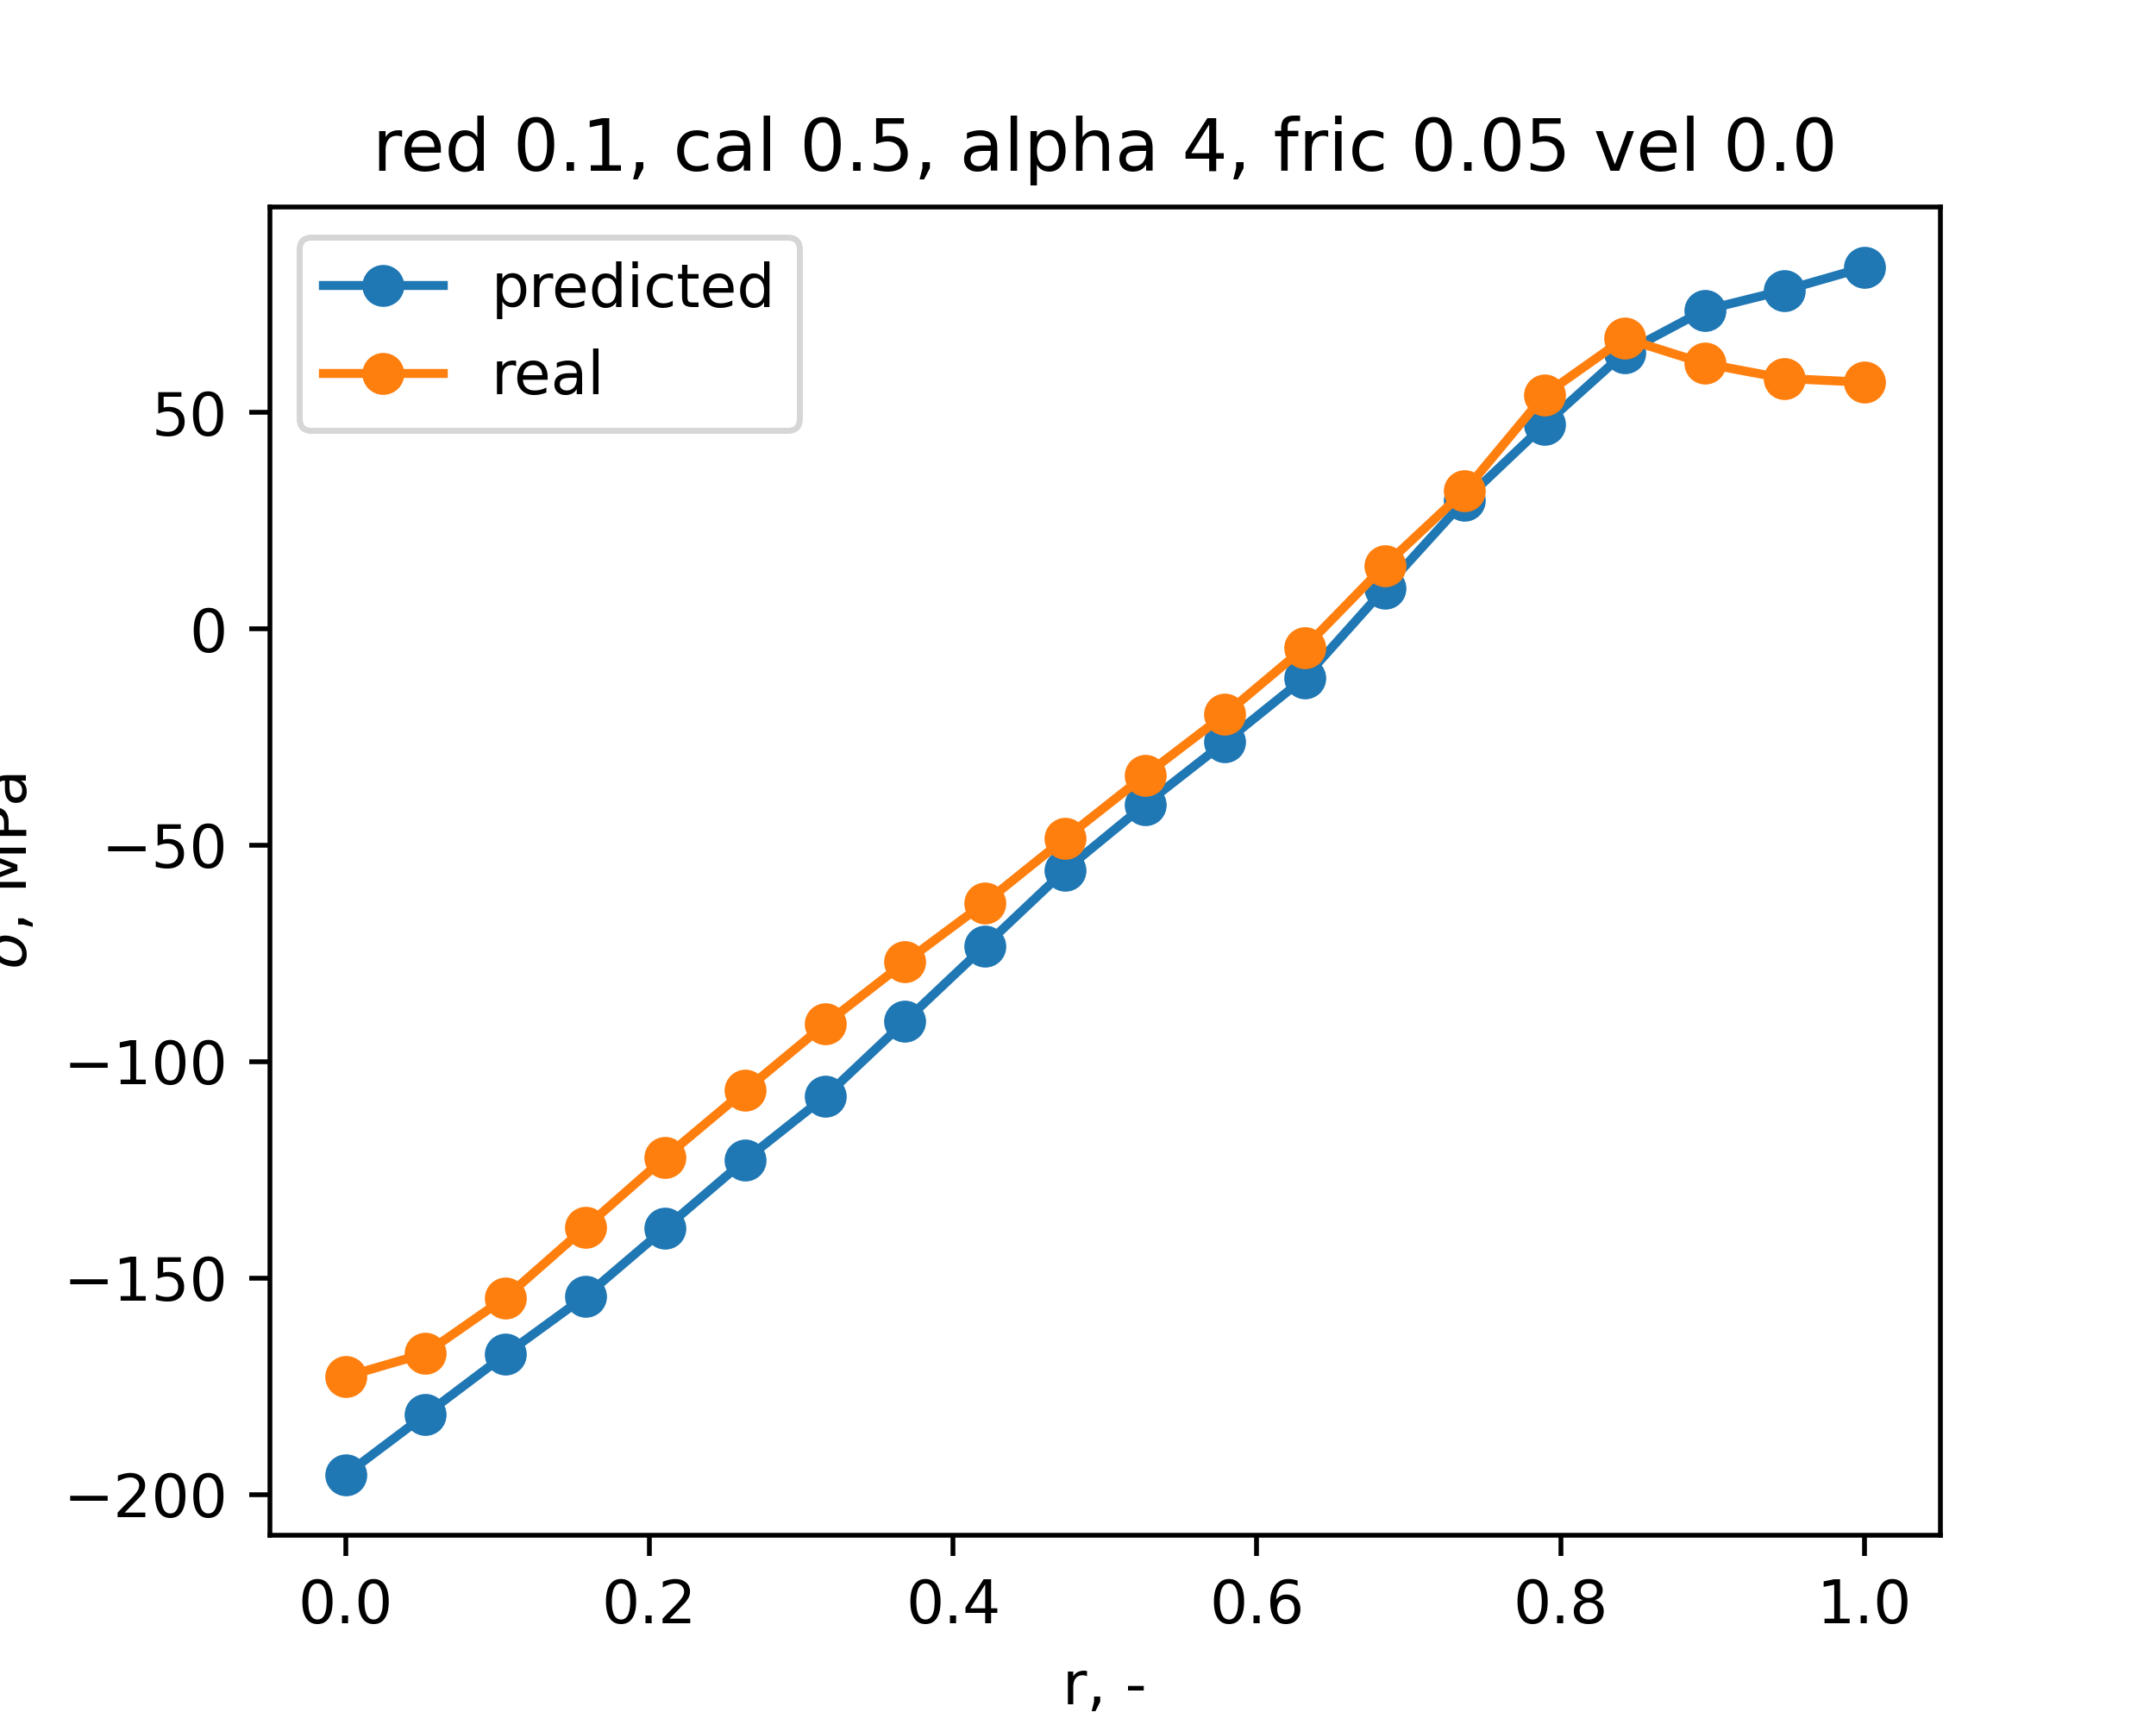 red 0.1, cal 0.5, alpha 4, fric 0.05 vel 0.0
predicted
real
50
0
−50
−100
−150
−200
, MPa
0.0 0.2 0.4 0.6 0.8 1.0
r, -